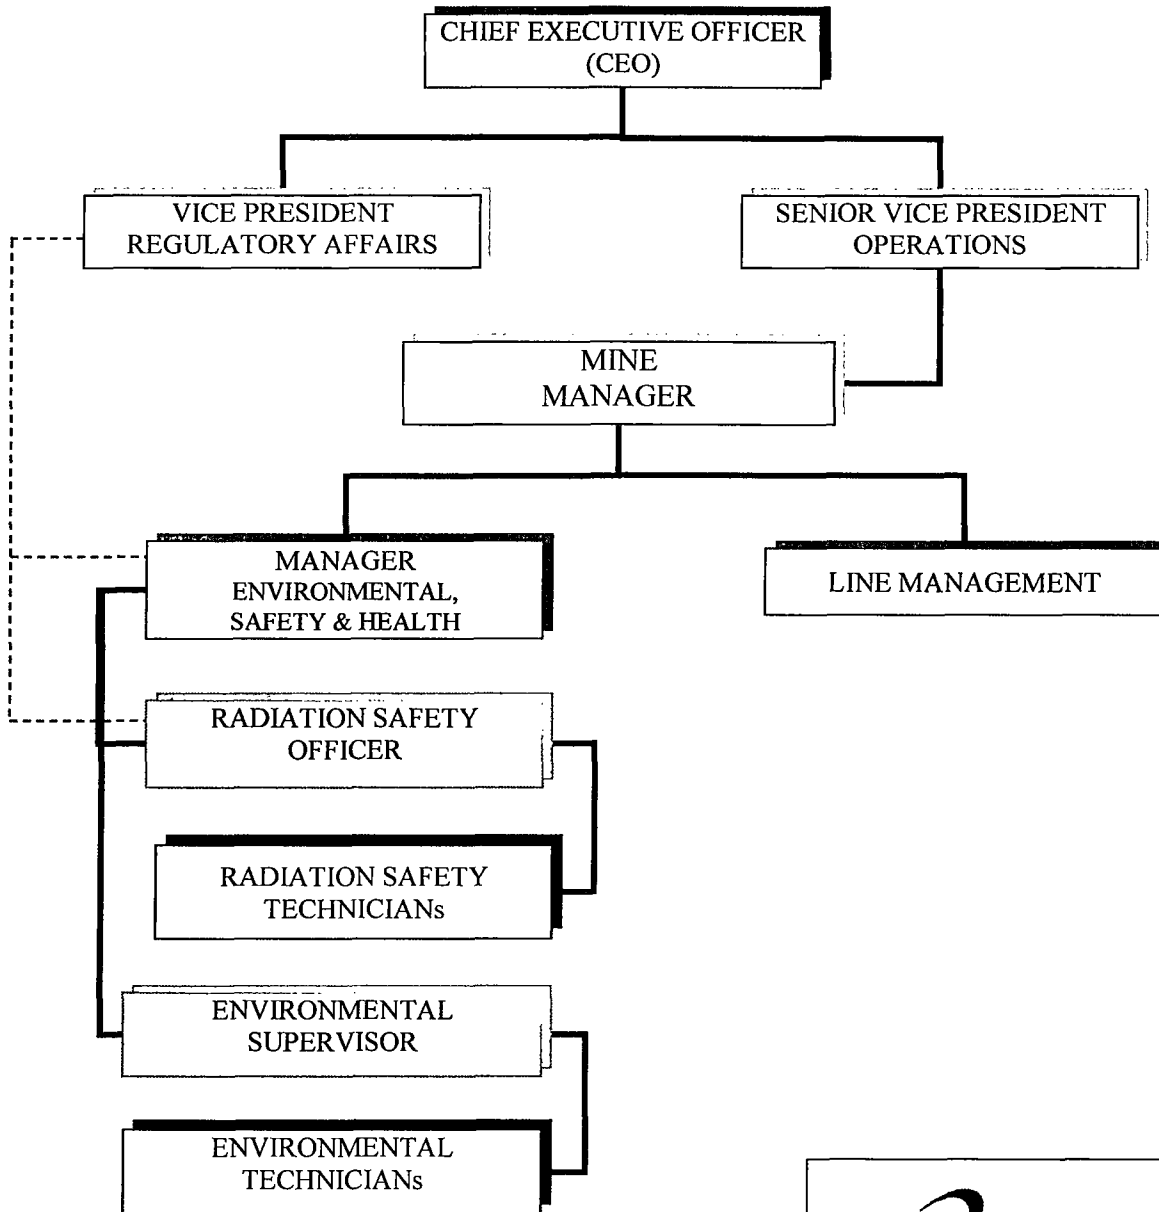 CHIEF EXECUTIVE OFFICER
(CEO)
VICE PRESIDENT
REGULATORY AFFAIRS
SENIOR VICE PRESIDENT
OPERATIONS
MINE
MANAGER
MANAGER
ENVIRONMENTAL,
SAFETY & HEALTH
LINE MANAGEMENT
RADIATION SAFETY
OFFICER
RADIATION SAFETY
TECHNICIANs
ENVIRONMENTAL
SUPERVISOR
ENVIRONMENTAL
TECHNICIANs